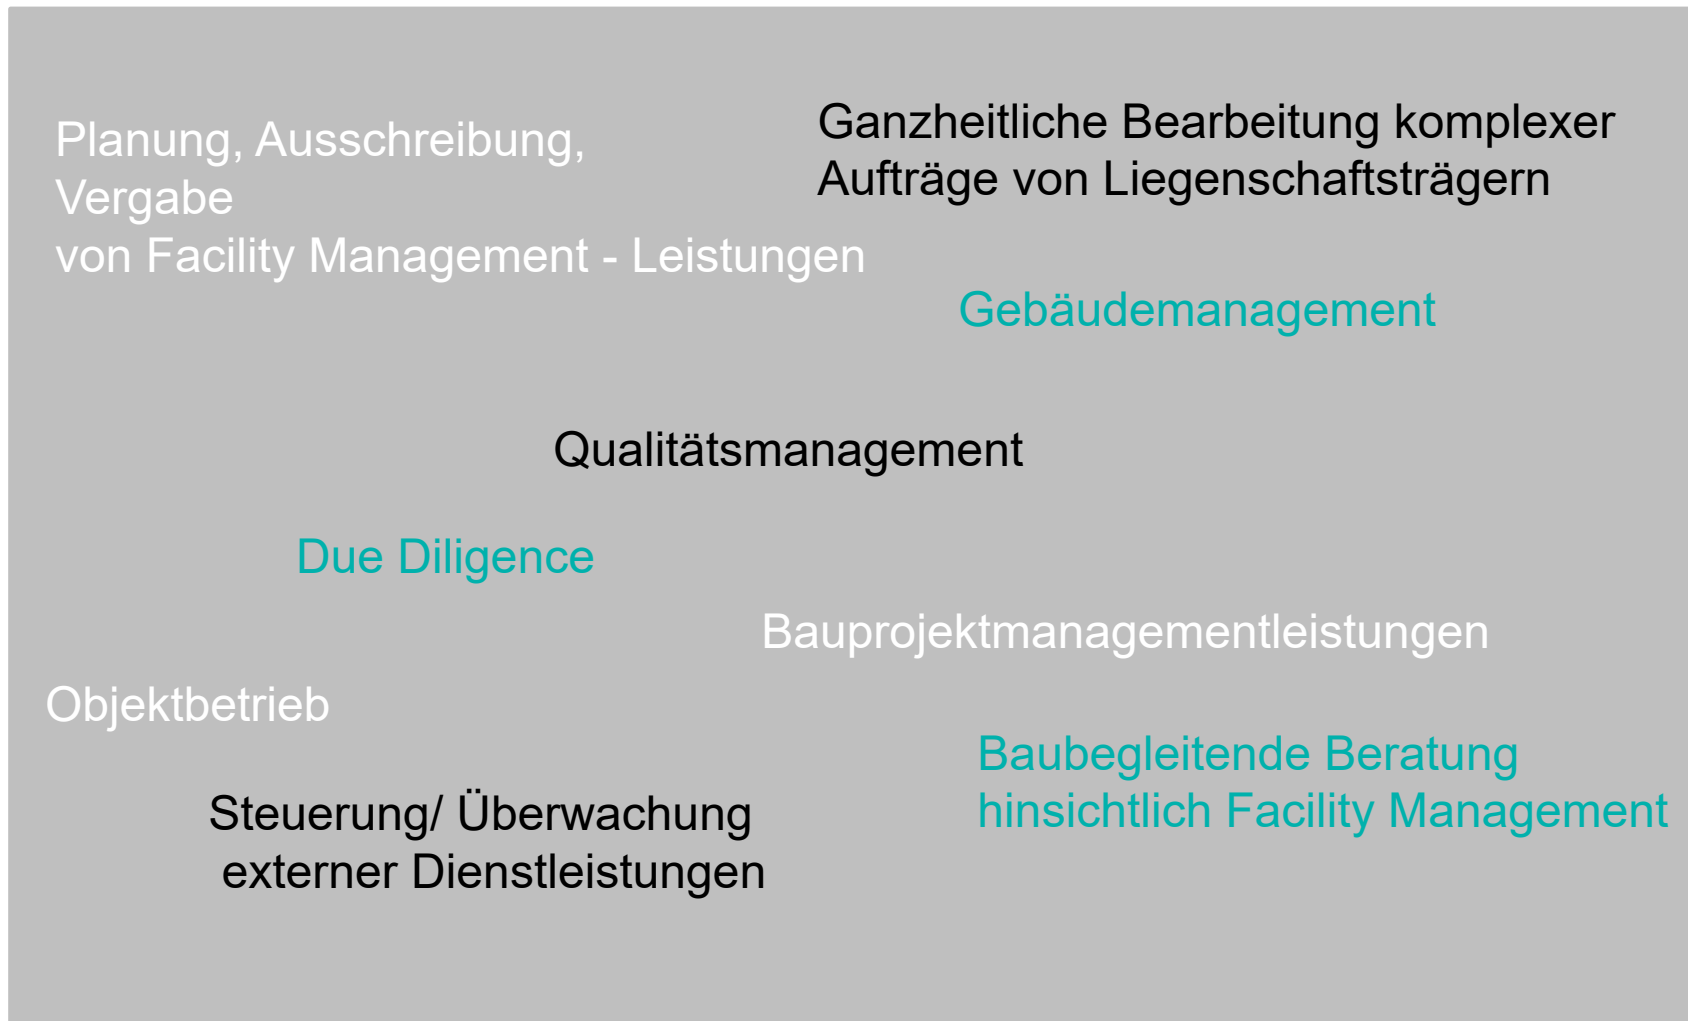 Planung, Ausschreibung,
Vergabe
von Facility Management - Leistungen
Ganzheitliche Bearbeitung komplexer
Aufträge von Liegenschaftsträgern
Gebäudemanagement
Qualitätsmanagement
Due Diligence
Bauprojektmanagementleistungen
Objektbetrieb
Baubegleitende Beratung
hinsichtlich Facility Management
Steuerung/ Überwachung
externer Dienstleistungen